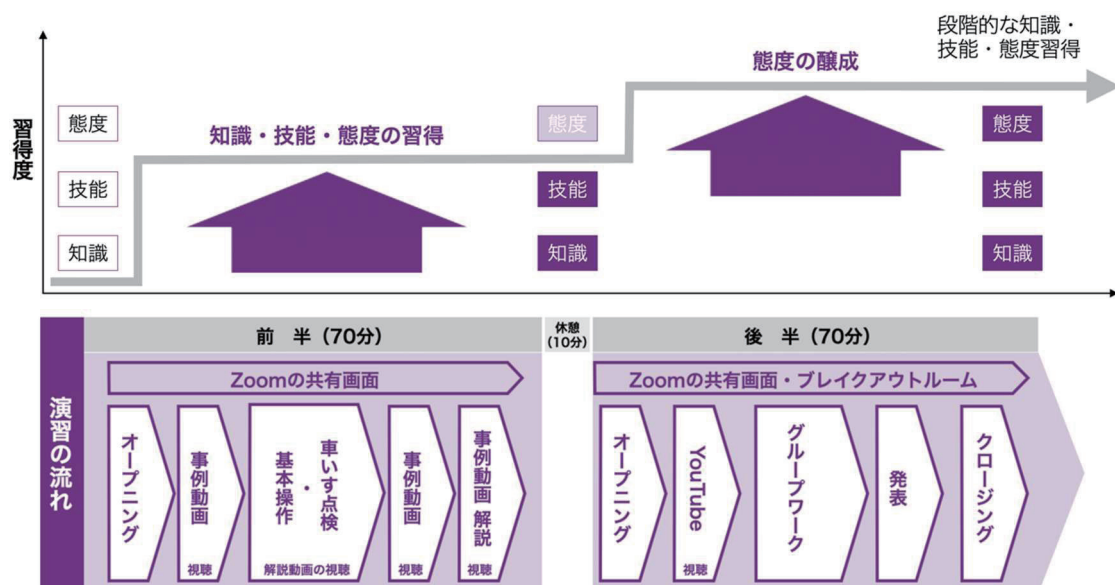 段階的な知識・
技能・態度習得
態度の醸成
知識・技能・態度の習得
習得度
態度
技能
知識
態度
技能
知識
態度
技能
知識
演習の流れ
前 半(70分)
休憩
(10分)
後 半(70分)
Zoomの共有画面
Zoomの共有画面・ブレイクアウトルーム
オープニング
事例動画
視聴
車いす点検
・
基本操作
解説動画の視聴
事例動画
視聴
事例動画 解説
視聴
オープニング
YouTube
視聴
グループワーク
発表
クロージング